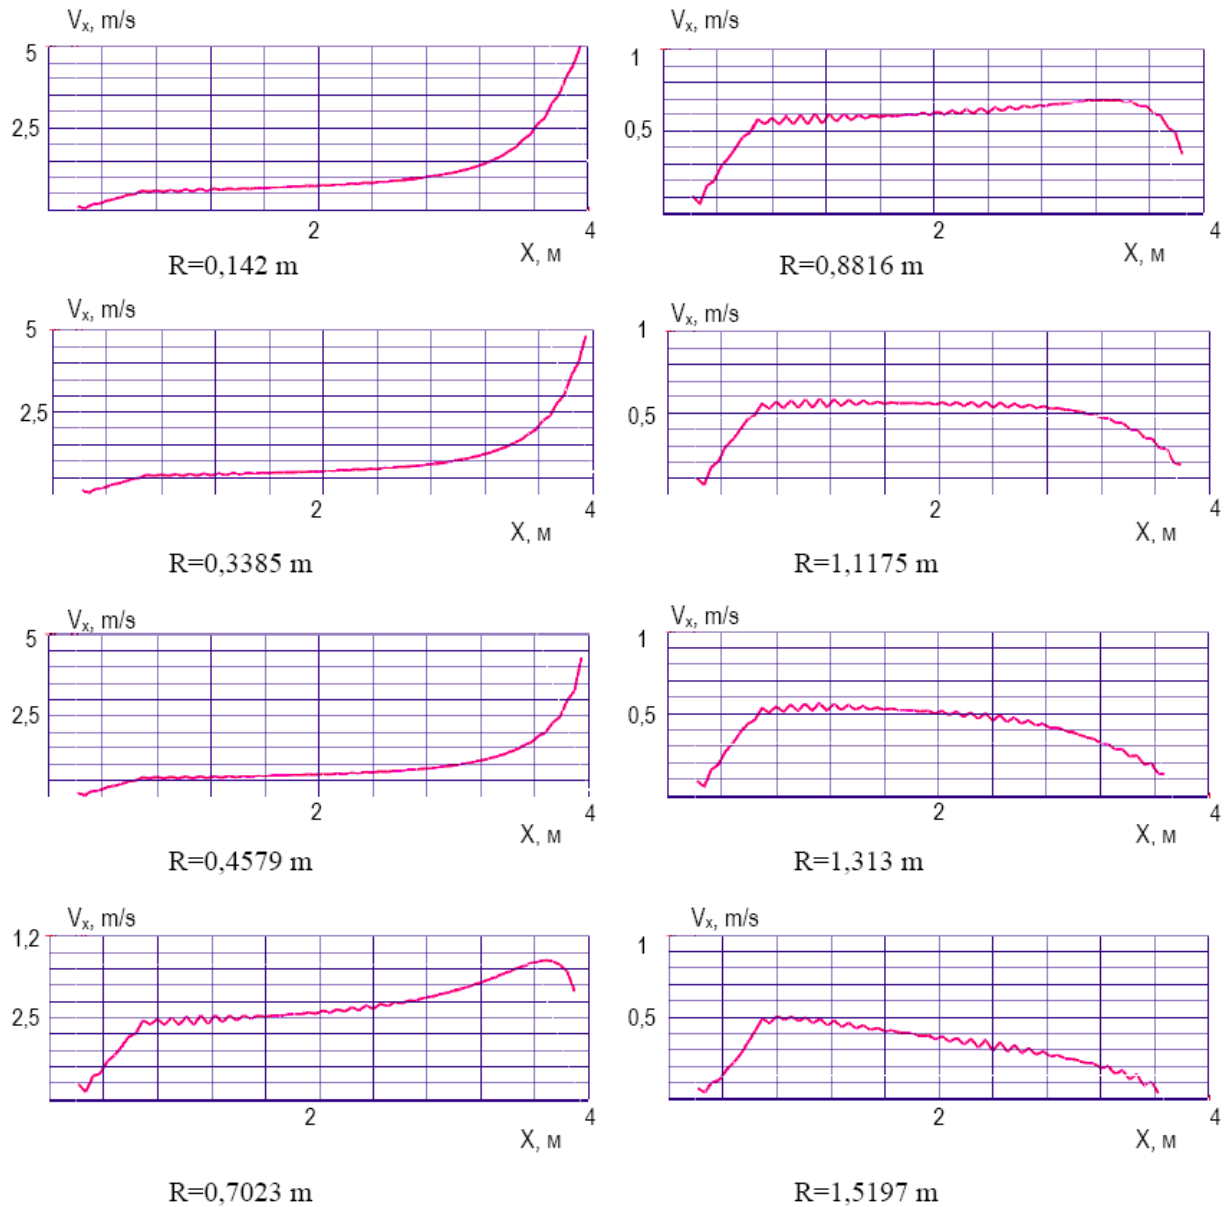 Vx, m/s
5
2,5
2
4
X, м
R=0,142 m
Vx, m/s
1
0,5
2
4
X, м
R=0,8816 m
Vx, m/s
5
2,5
2
4
X, м
R=0,3385 m
Vx, m/s
1
0,5
2
4
X, м
R=1,1175 m
Vx, m/s
5
2,5
2
4
X, м
R=0,4579 m
Vx, m/s
1
0,5
2
4
X, м
R=1,313 m
Vx, m/s
1,2
2,5
2
4
X, м
R=0,7023 m
Vx, m/s
1
0,5
2
4
X, м
R=1,5197 m